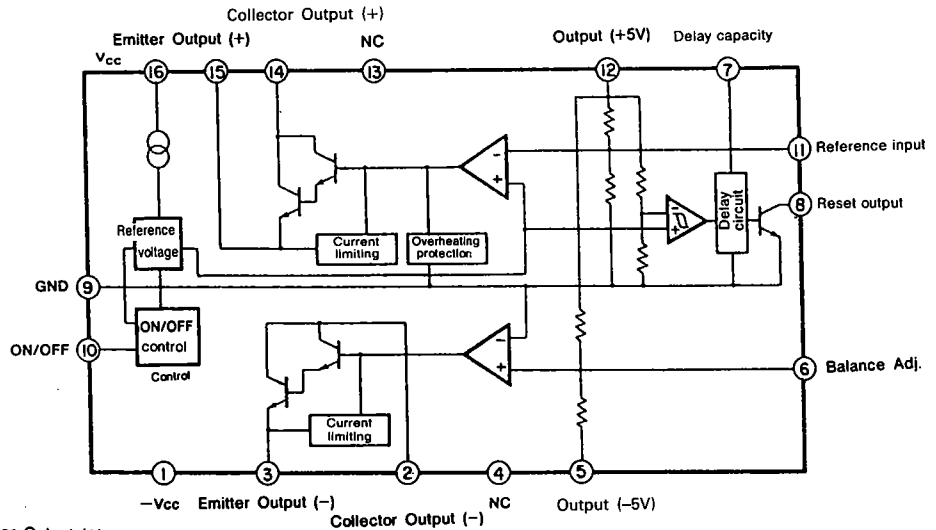 Collector Output (+)
Emitter Output (+)
NC
Output (+5V)
Delay capacity
Vcc
16
15
14
13
12
7
11
Reference input
8
Reset output
Reference
voltage
Current
limiting
Overheating
protection
Delay
circuit
- +
- +
GND
9
ON/OFF
10
ON/OFF
control
Control
- +
6
Balance Adj.
Current
limiting
1
3
2
4
5
-Vcc
Emitter Output (-)
Collector Output (-)
NC
Output (-5V)